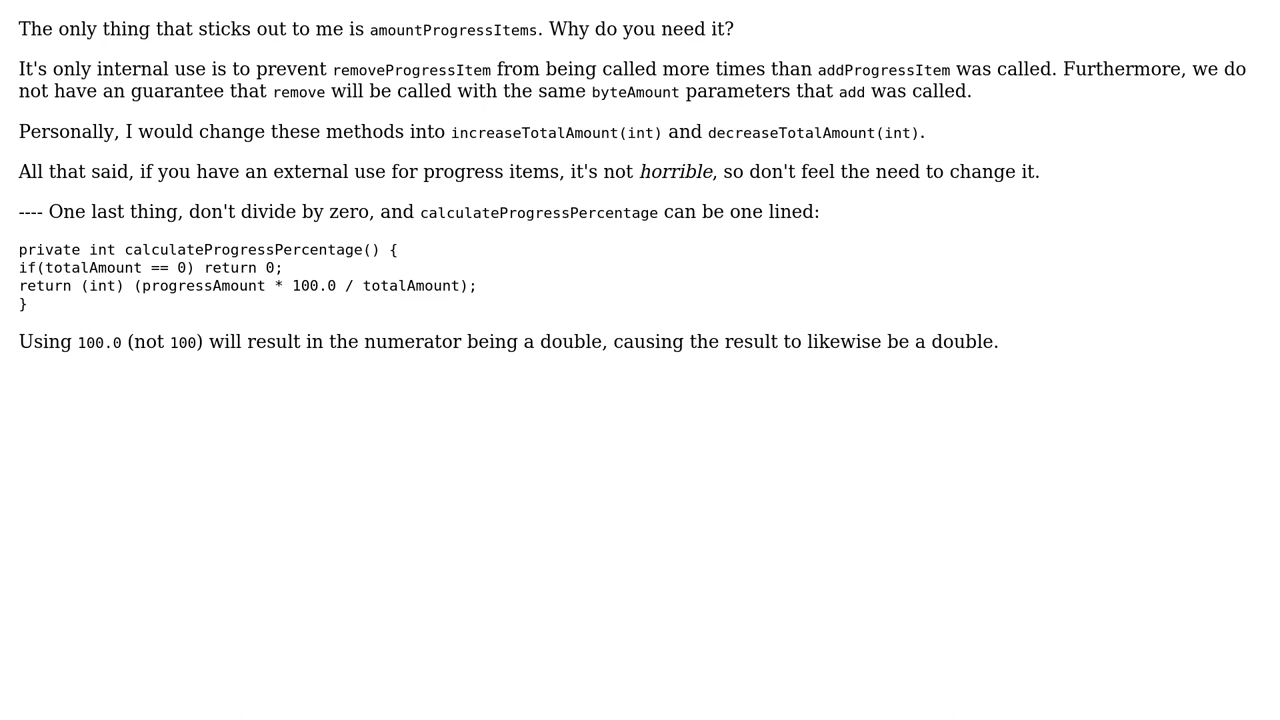 The only thing that sticks out to me is amountProgressItems. Why do you need it?
It's only internal use is to prevent removeProgressItem from being called more times than addProgressItem was called. Furthermore, we do
not have an guarantee that remove will be called with the same byteAmount parameters that add was called.
Personally, I would change these methods into increaseTotalAmount(int) and decreaseTotalAmount(int).
All that said, if you have an external use for progress items, it's not horrible, so don't feel the need to change it.
---- One last thing, don't divide by zero, and calculateProgressPercentage can be one lined:
private int calculateProgressPercentage() {
if(totalAmount == 0) return 0;
return (int) (progressAmount * 100.0 / totalAmount);
}
Using 100.0 (not 100) will result in the numerator being a double, causing the result to likewise be a double.